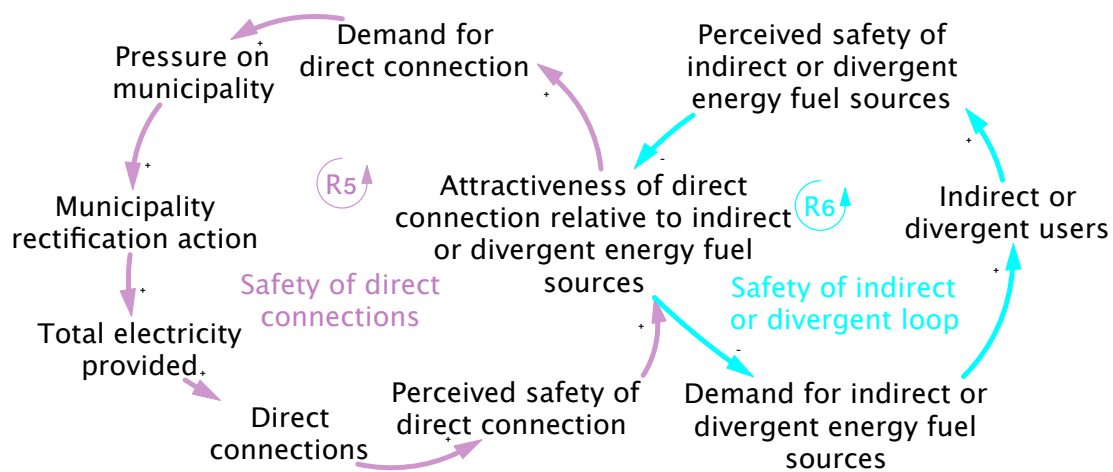 Demand for
direct connection
Pressure on
municipality
Municipality
rectification action
Total electricity
provided
Direct
connections
Perceived safety of
direct connection
Attractiveness of direct
connection relative to indirect
or divergent energy fuel
sources
R5
Safety of direct
connections
Perceived safety of
indirect or divergent
energy fuel sources
Indirect or
divergent users
R6
Safety of indirect
or divergent loop
Demand for indirect or
divergent energy fuel
sources
+
+
+
+
+
+
+
-
-
+
+